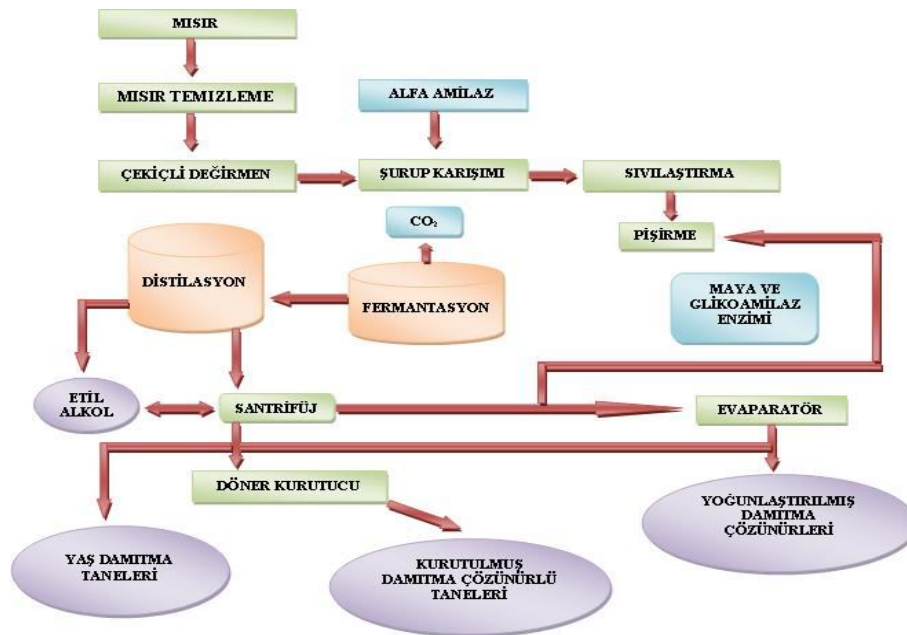 MISIR
MISIR TEMIZLEME
ALFA AMİLAZ
ÇEKİÇLİ DEĞİRMEN
ŞURUP KARIŞIMI
SIVILAŞTIRMA
CO₂
PİŞİRME
DİSTİLASYON
FERMANTASYON
MAYA VE
GLİKOAMİLAZ
ENZİMİ
ETİL
ALKOL
SANTRİFÜJ
EVAPARATÖR
DÖNER KURUTUCU
YOĞUNLAŞTIRILMIŞ
DAMITMA
ÇÖZÜNÜRLERİ
YAŞ DAMITMA
TANELERİ
KURUTULMUŞ
DAMITMA ÇÖZÜNÜRLÜ
TANELERİ